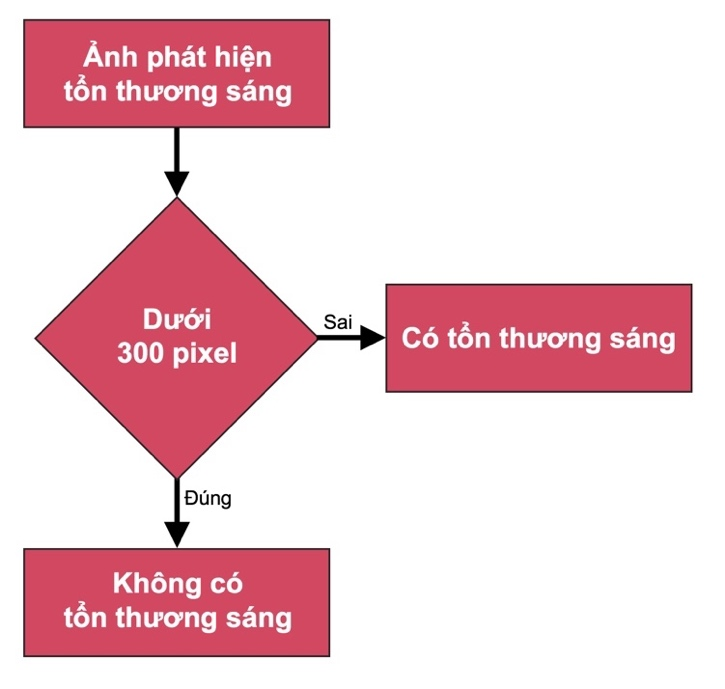 Ảnh phát hiện
tổn thương sáng
Dưới
300 pixel
Sai
Có tổn thương sáng
Đúng
Không có
tổn thương sáng